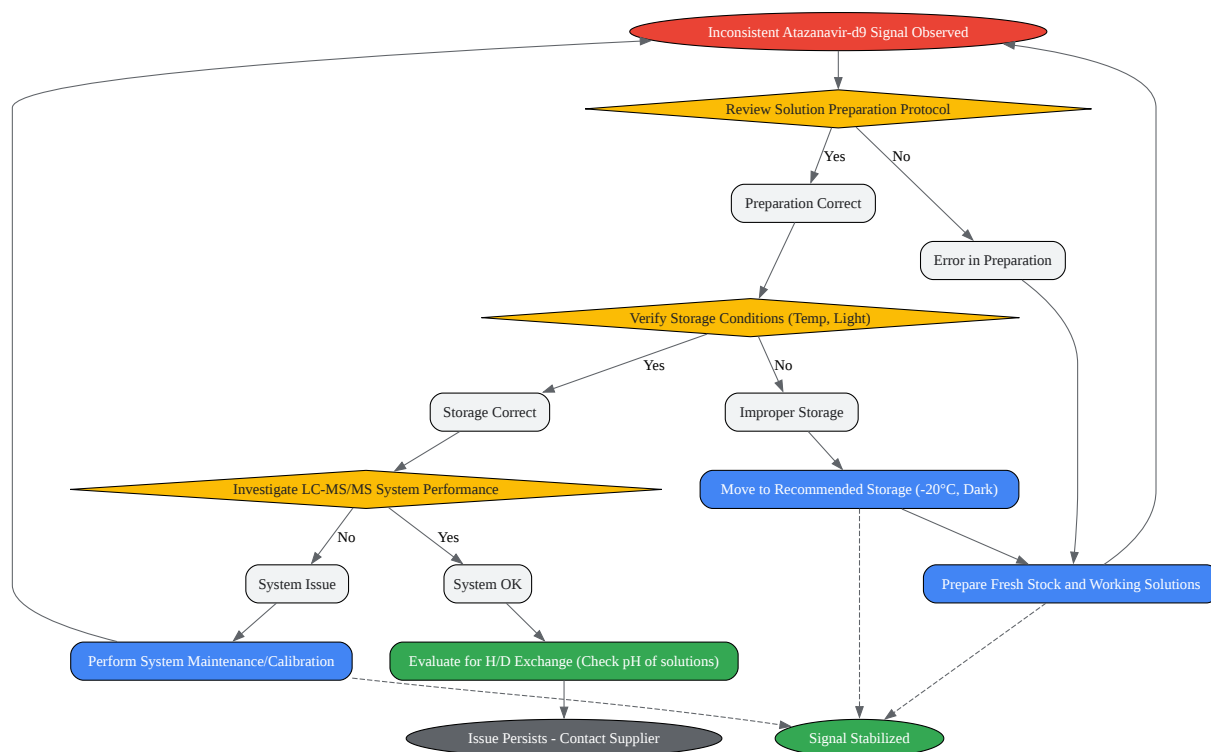 Inconsistent Atazanavir-d9 Signal Observed
Review Solution Preparation Protocol
Yes
No
Preparation Correct
Error in Preparation
Verify Storage Conditions (Temp, Light)
Yes
No
Storage Correct
Improper Storage
Investigate LC-MS/MS System Performance
Move to Recommended Storage (-20°C, Dark)
No
Yes
System Issue
System OK
Prepare Fresh Stock and Working Solutions
Perform System Maintenance/Calibration
Evaluate for H/D Exchange (Check pH of solutions)
Issue Persists - Contact Supplier
Signal Stabilized